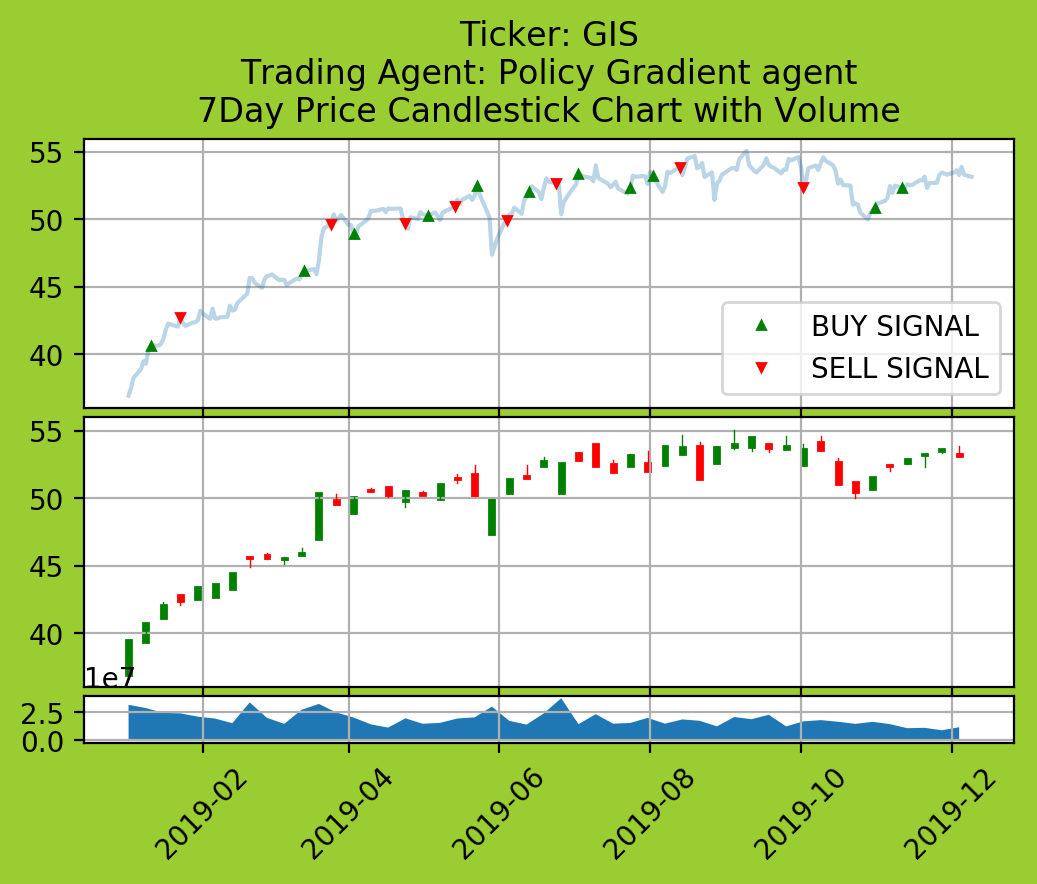 Ticker: GIS
Trading Agent: Policy Gradient agent
7Day Price Candlestick Chart with Volume
55
50
45
40
BUY SIGNAL
SELL SIGNAL
55
50
45
40
1e7
2.5
0.0
2019-02
2019-04
2019-06
2019-08
2019-10
2019-12